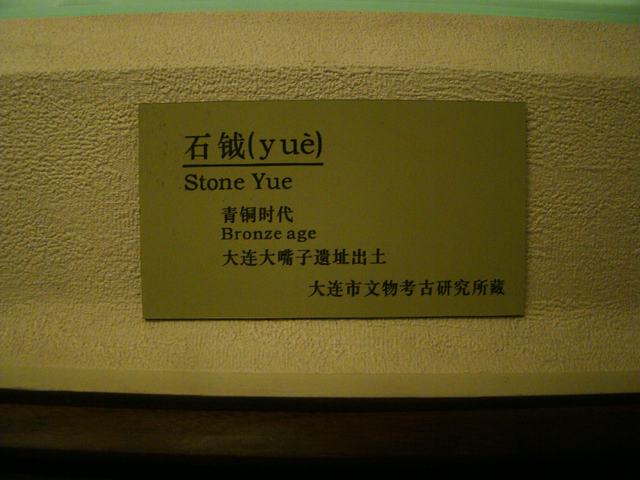 石钺(yuè)
Stone Yue
青铜时代
Bronze age
大连大嘴子遗址出土
大连市文物考古研究所藏